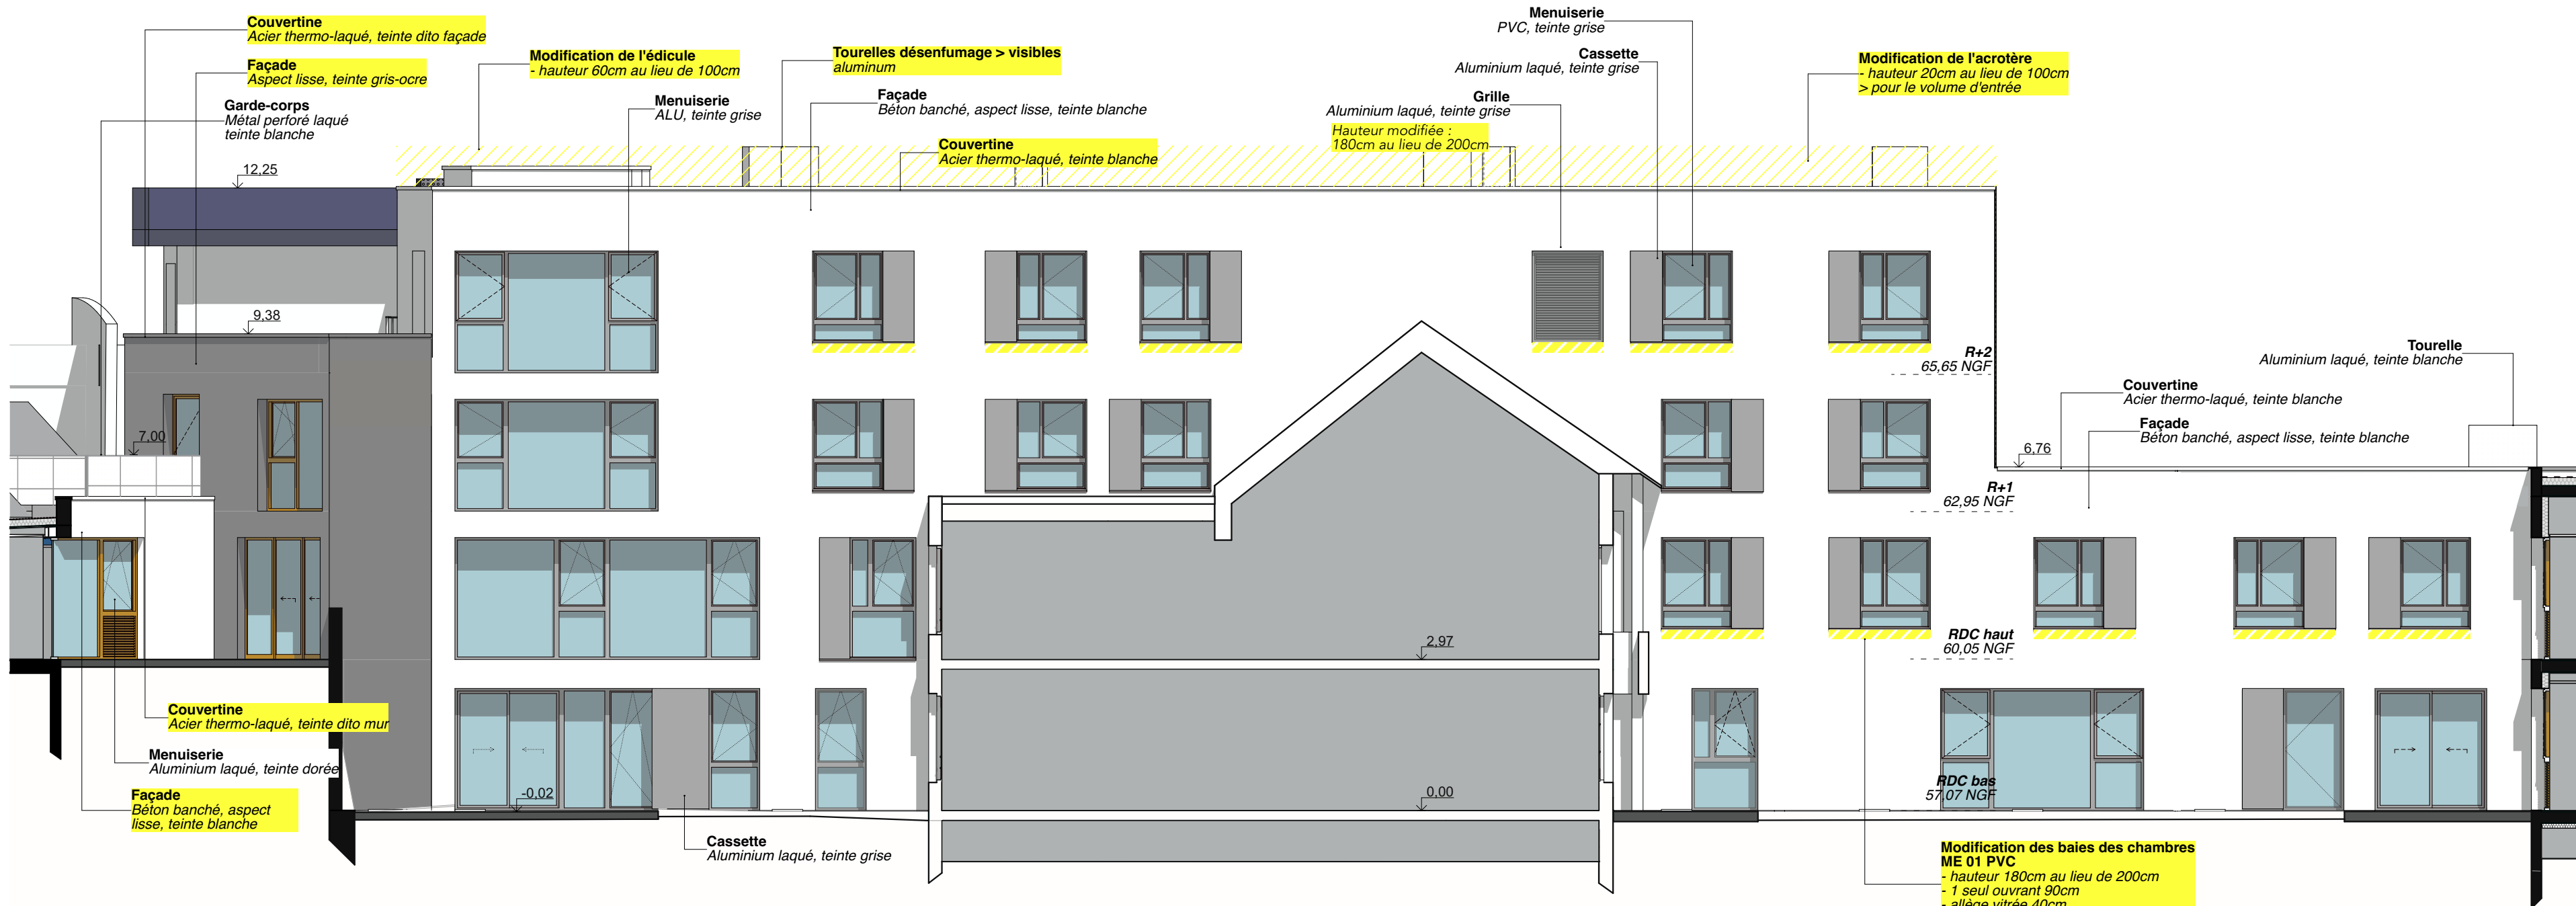 Couvertine
Acier thermo-laqué, teinte dito façade
Façade
Aspect lisse, teinte gris-ocre
Garde-corps
Métal perforé laqué
teinte blanche
Modification de l'édicule
- hauteur 60cm au lieu de 100cm
Menuiserie
ALU, teinte grise
Tourelles désenfumage > visibles
aluminum
Façade
Béton banché, aspect lisse, teinte blanche
Couvertine
Acier thermo-laqué, teinte blanche
Menuiserie
PVC, teinte grise
Cassette
Aluminium laqué, teinte grise
Grille
Aluminium laqué, teinte grise
Hauteur modifiée :
180cm au lieu de 200cm
Modification de l'acrotère
- hauteur 20cm au lieu de 100cm
> pour le volume d'entrée
12,25
9,38
7,00
R+2
65,65 NGF
Tourelle
Aluminium laqué, teinte blanche
Couvertine
Acier thermo-laqué, teinte blanche
Façade
Béton banché, aspect lisse, teinte blanche
6,76
R+1
62,95 NGF
RDC haut
60,05 NGF
2,97
Couvertine
Acier thermo-laqué, teinte dito mur
Menuiserie
Aluminium laqué, teinte dorée
Façade
Béton banché, aspect
lisse, teinte blanche
-0,02
0,00
RDC bas
57,07 NGF
Cassette
Aluminium laqué, teinte grise
Modification des baies des chambres
ME 01 PVC
- hauteur 180cm au lieu de 200cm
- 1 seul ouvrant 90cm
- allège vitrée 40cm